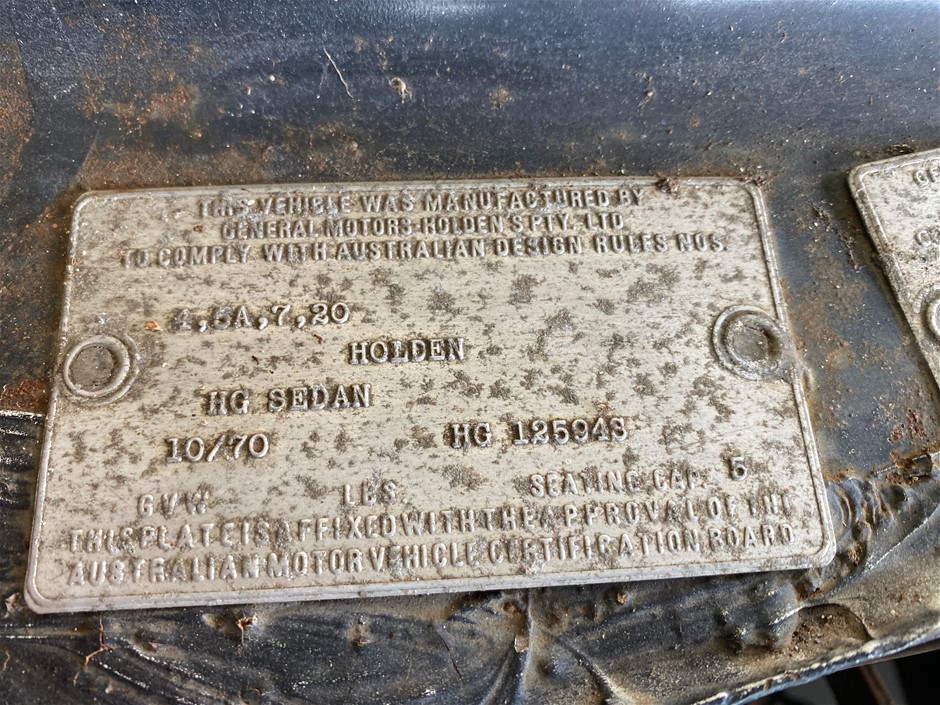 THIS VEHICLE WAS MANUFACTURED BY
GENERAL MOTORS-HOLDEN'S PTY. LTD
TO COMPLY WITH AUSTRALIAN DESIGN RULES NOS.
4,5A,7,20
HOLDEN
HG SEDAN
10/70 HG 125948
GVW LBS. SEATING CAP. 5
THIS PLATE IS AFFIXED WITH THE APPROVAL OF THE
AUSTRALIAN MOTOR VEHICLE CERTIFICATION BOARD